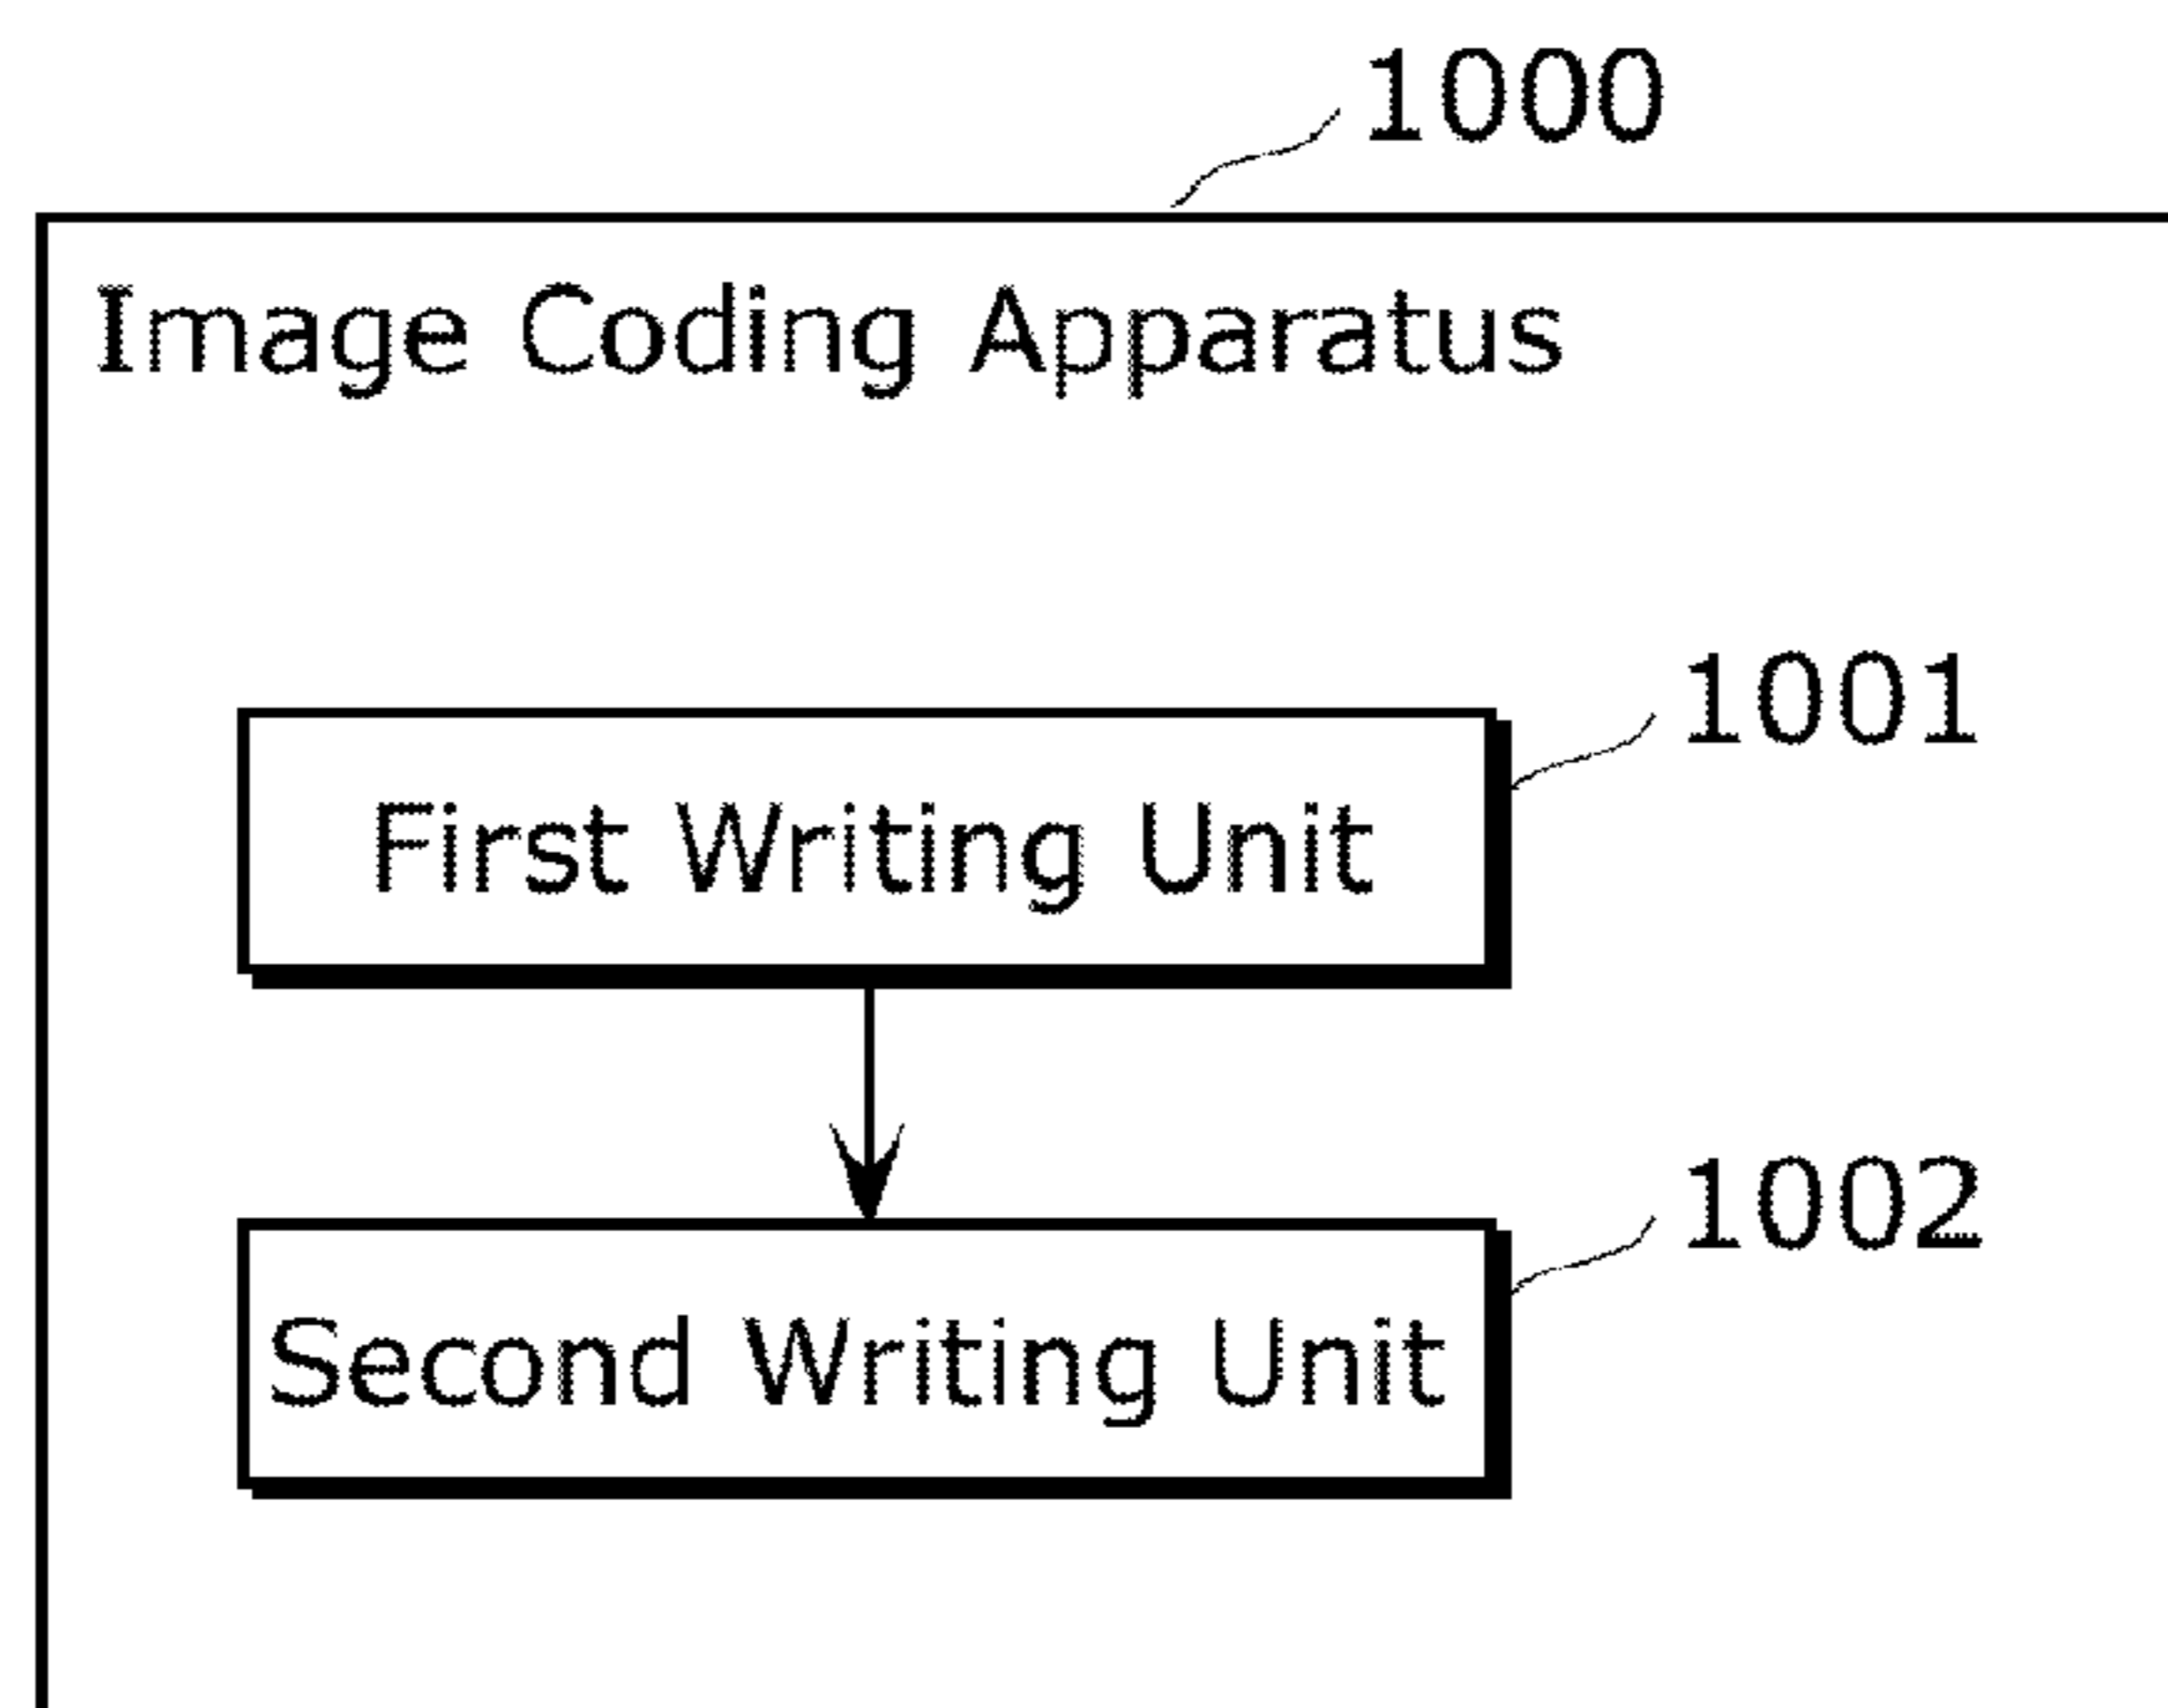 1000
Image Coding Apparatus
1001
First Writing Unit
1002
Second Writing Unit